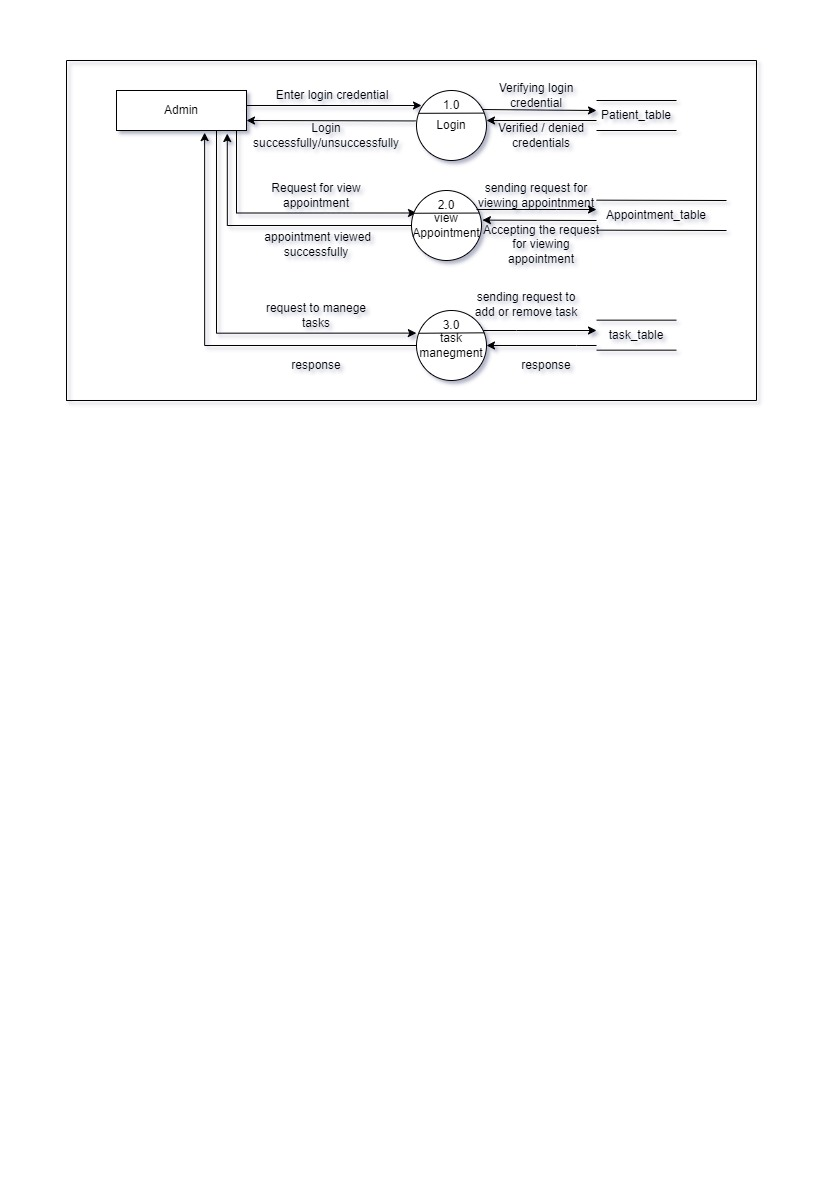 Admin
Enter login credential
Login
successfully/unsuccessfully
1.0
Login
Verifying login
credential
Verified / denied
credentials
Patient_table
Request for view
appointment
appointment viewed
successfully
2.0
view
Appointment
sending request for
viewing appointnment
Accepting the request
for viewing
appointment
Appointment_table
request to manege
tasks
response
3.0
task
manegment
sending request to
add or remove task
response
task_table